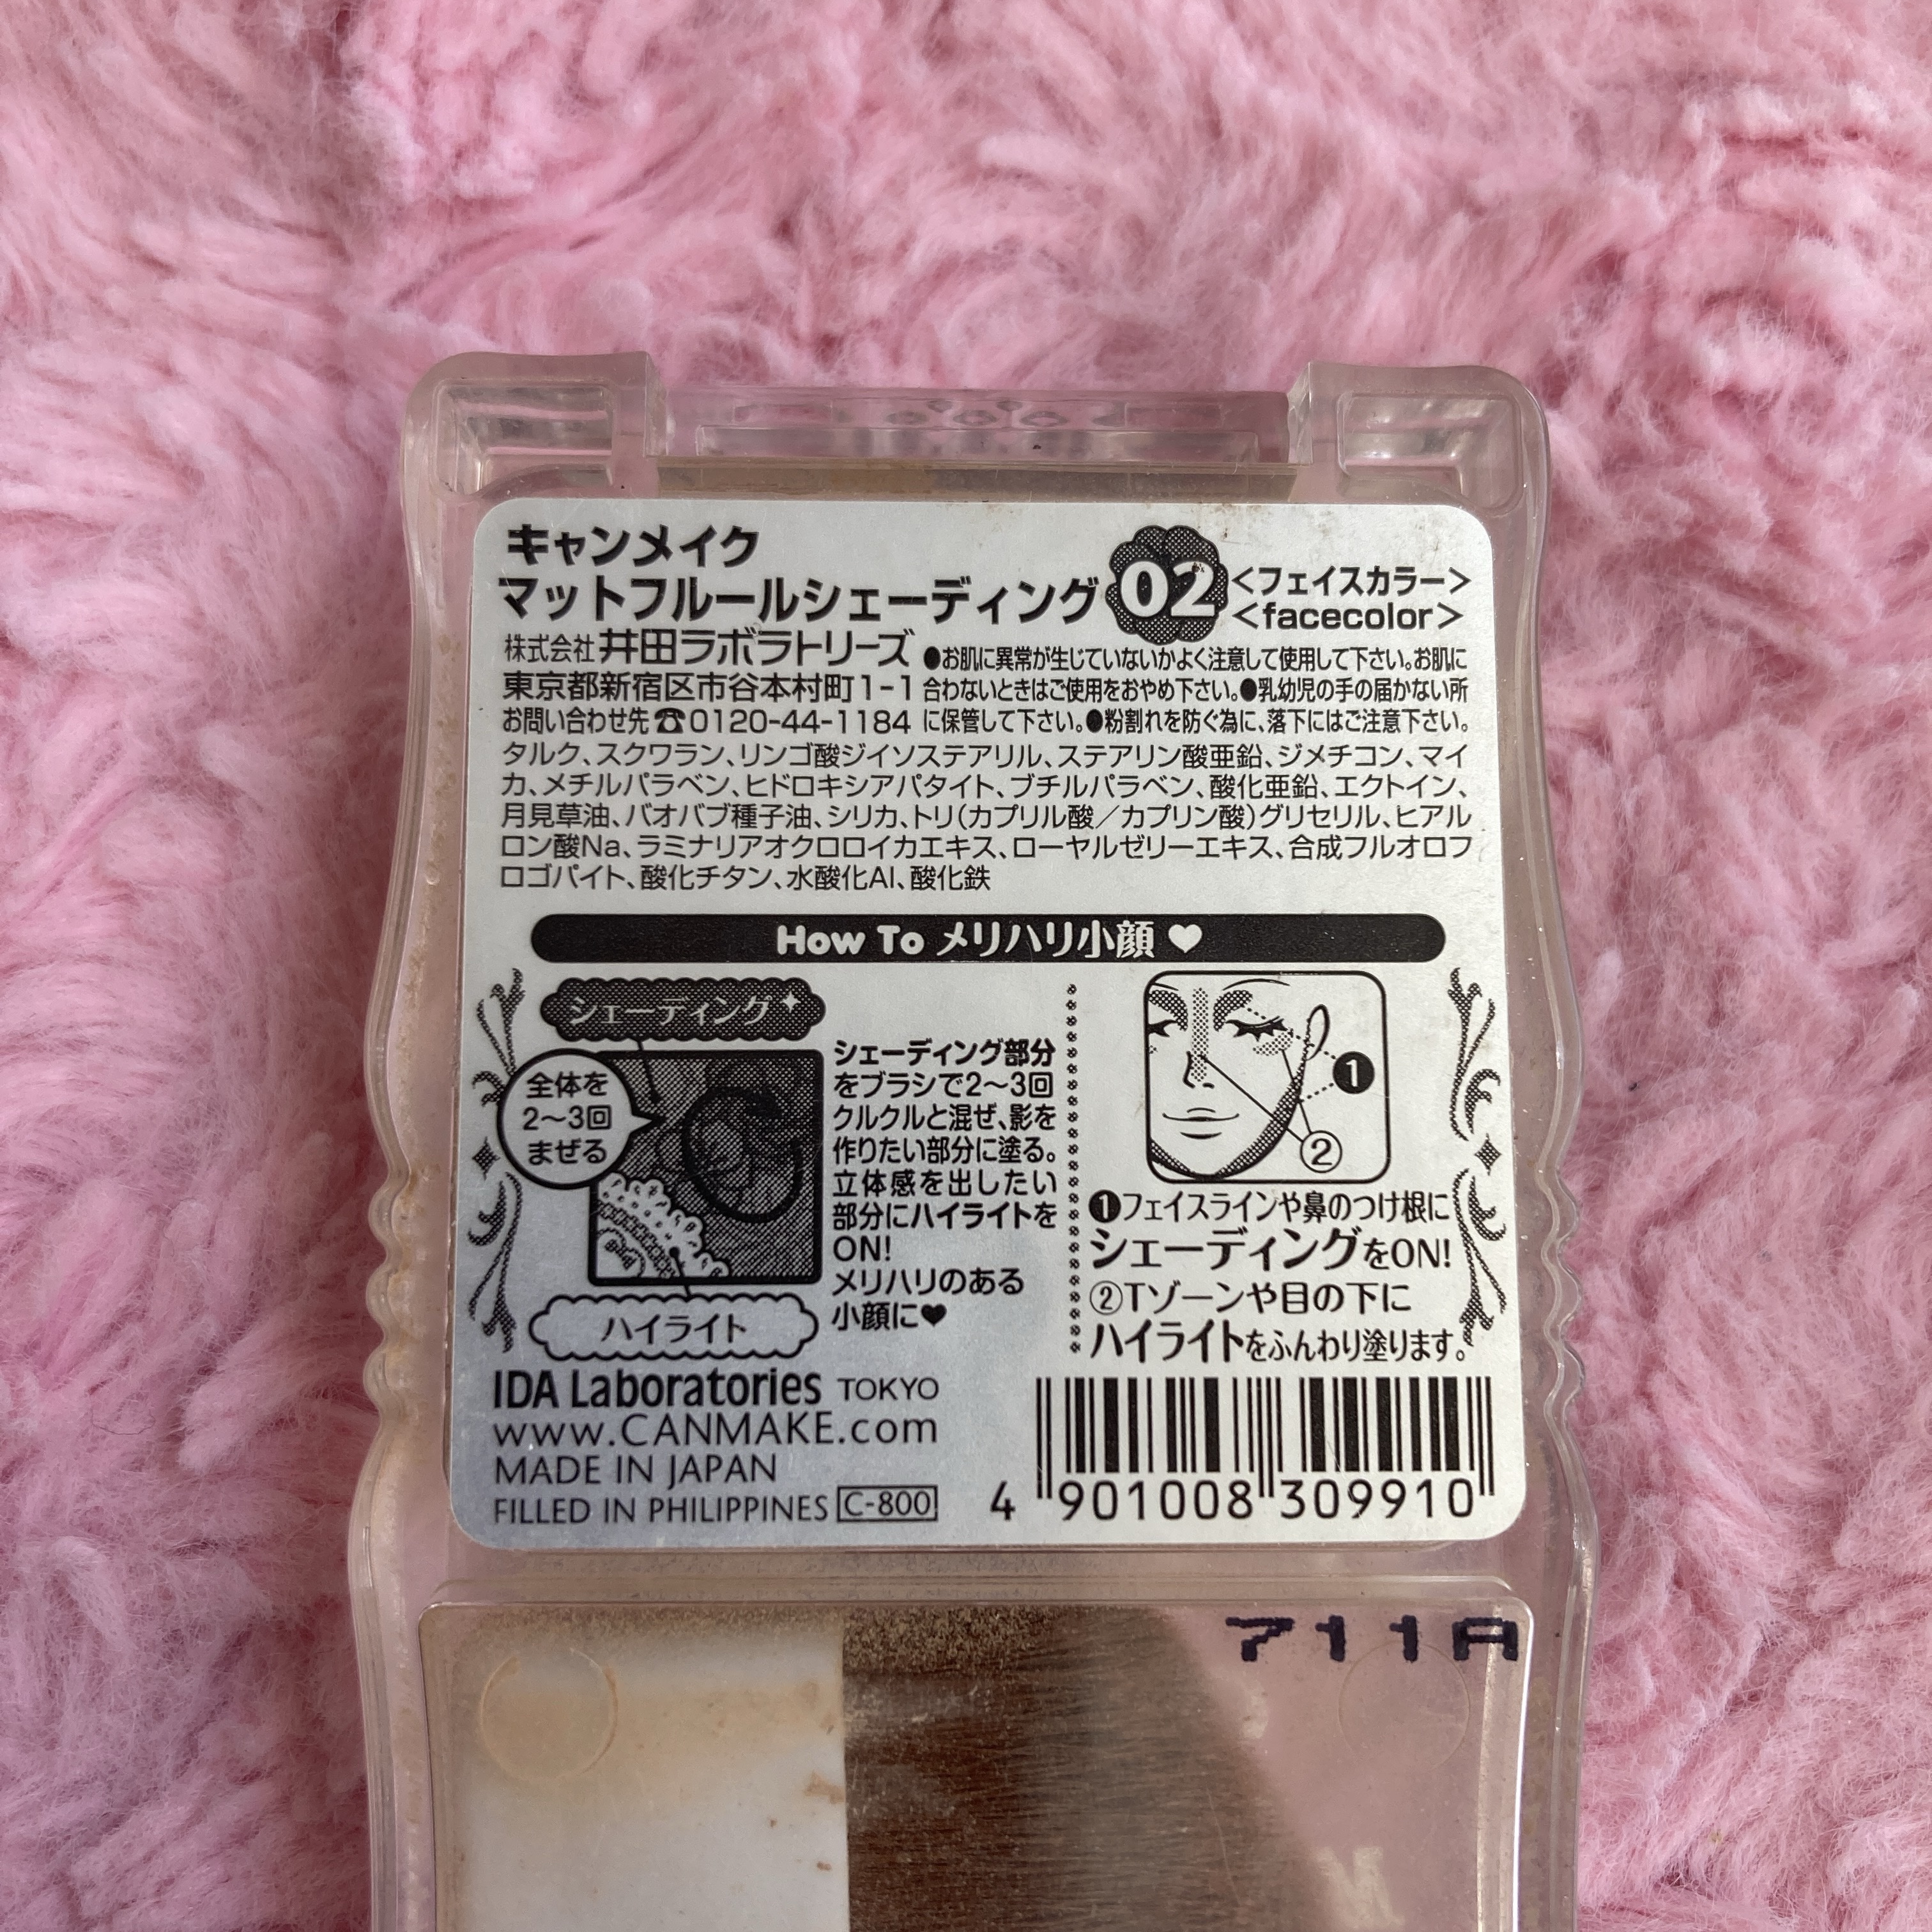 キャンメイク
マットフルールシェーディング 02 <フェイスカラー>
<facecolor>
株式会社 井田ラボラトリーズ
東京都新宿区市谷本村町1-1
お問い合わせ先☎0120-44-1184
●お肌に異常が生じていないかよく注意して使用して下さい。お肌に
合わないときはご使用をおやめ下さい。●乳幼児の手の届かない所
に保管して下さい。●粉割れを防ぐ為に、落下にはご注意下さい。
タルク、スクワラン、リンゴ酸ジイソステアリル、ステアリン酸亜鉛、ジメチコン、マイ
カ、メチルパラベン、ヒドロキシアパタイト、ブチルパラベン、酸化亜鉛、エクトイン、
月見草油、バオバブ種子油、シリカ、トリ(カプリル酸/カプリン酸)グリセリル、ヒアル
ロン酸Na、ラミナリアオクロロイカエキス、ローヤルゼリーエキス、合成フルオロフ
ロゴパイト、酸化チタン、水酸化Al、酸化鉄
How To メリハリ小顔 ♥
シェーディング
全体を
2〜3回
まぜる
ハイライト
シェーディング部分
をブラシで2〜3回
クルクルと混ぜ、影を
作りたい部分に塗る。
立体感を出したい
部分にハイライトを
ON!
メリハリのある
小顔に♥
❶
②
❶フェイスラインや鼻のつけ根に
シェーディングをON!
②Tゾーンや目の下に
ハイライトをふんわり塗ります。
IDA Laboratories TOKYO
www.CANMAKE.com
MADE IN JAPAN
FILLED IN PHILIPPINES C-800
4 901008 309910
711A